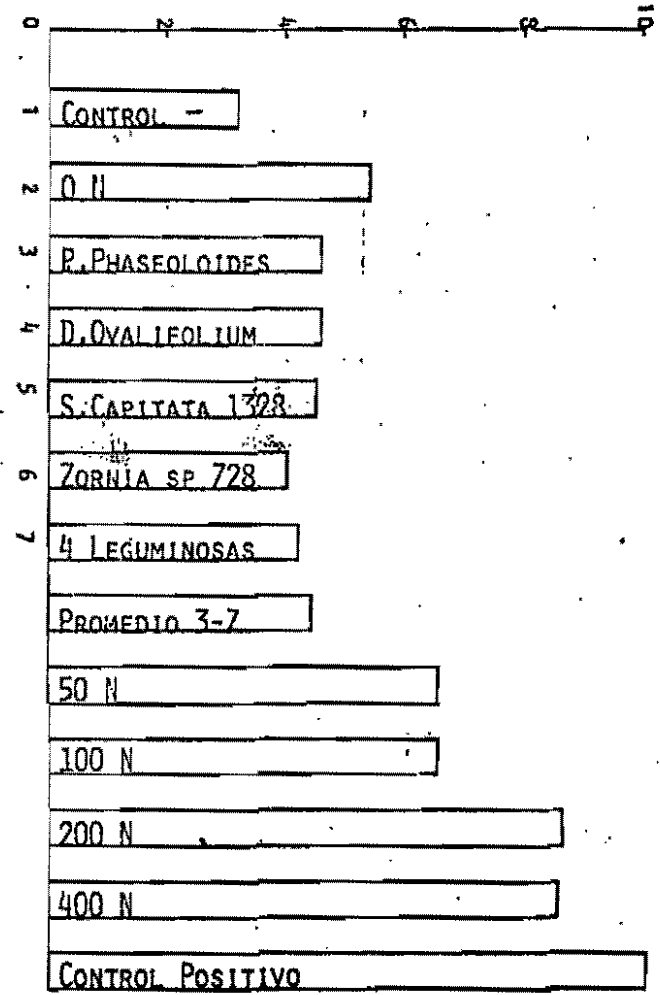 0 2 4 6 8 10
1 CONTROL -
2 0 N
3 P.PHASEOLOIDES
4 D.OVALIFOLIUM
5 S.CAPITATA 1328
6 ZORNIA SP 728
7 4 LEGUMINOSAS
PROMEDIO 3-7
50 N
100 N
200 N
400 N
CONTROL POSITIVO